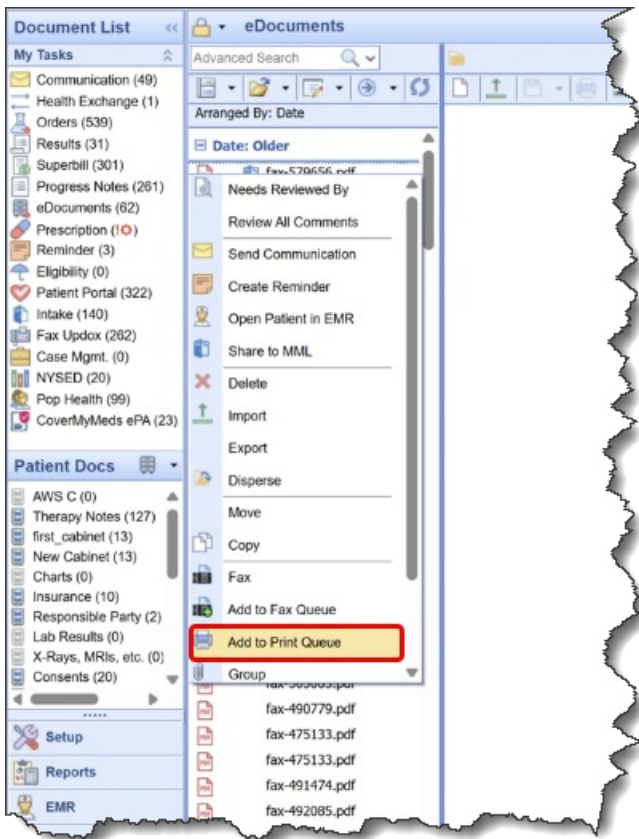 Document List «
eDocuments
My Tasks
Communication (49)
Health Exchange (1)
Orders (539)
Results (31)
Superbill (301)
Progress Notes (261)
eDocuments (62)
Prescription (!)
Reminder (3)
Eligibility (0)
Patient Portal (322)
Intake (140)
Fax Updox (262)
Case Mgmt. (0)
NYSED (20)
Pop Health (99)
CoverMyMeds ePA (23)
Patient Docs
AWS C (0)
Therapy Notes (127)
first_cabinet (13)
New Cabinet (13)
Charts (0)
Insurance (10)
Responsible Party (2)
Lab Results (0)
X-Rays, MRIs, etc. (0)
Consents (20)
Setup
Reports
EMR
Advanced Search
Arranged By: Date
Date: Older
fax-579656.pdf
Needs Reviewed By
Review All Comments
Send Communication
Create Reminder
Open Patient in EMR
Share to MML
Delete
Import
Export
Disperse
Move
Copy
Fax
Add to Fax Queue
Add to Print Queue
Group
fax-490779.pdf
fax-475133.pdf
fax-475133.pdf
fax-491474.pdf
fax-492085.pdf